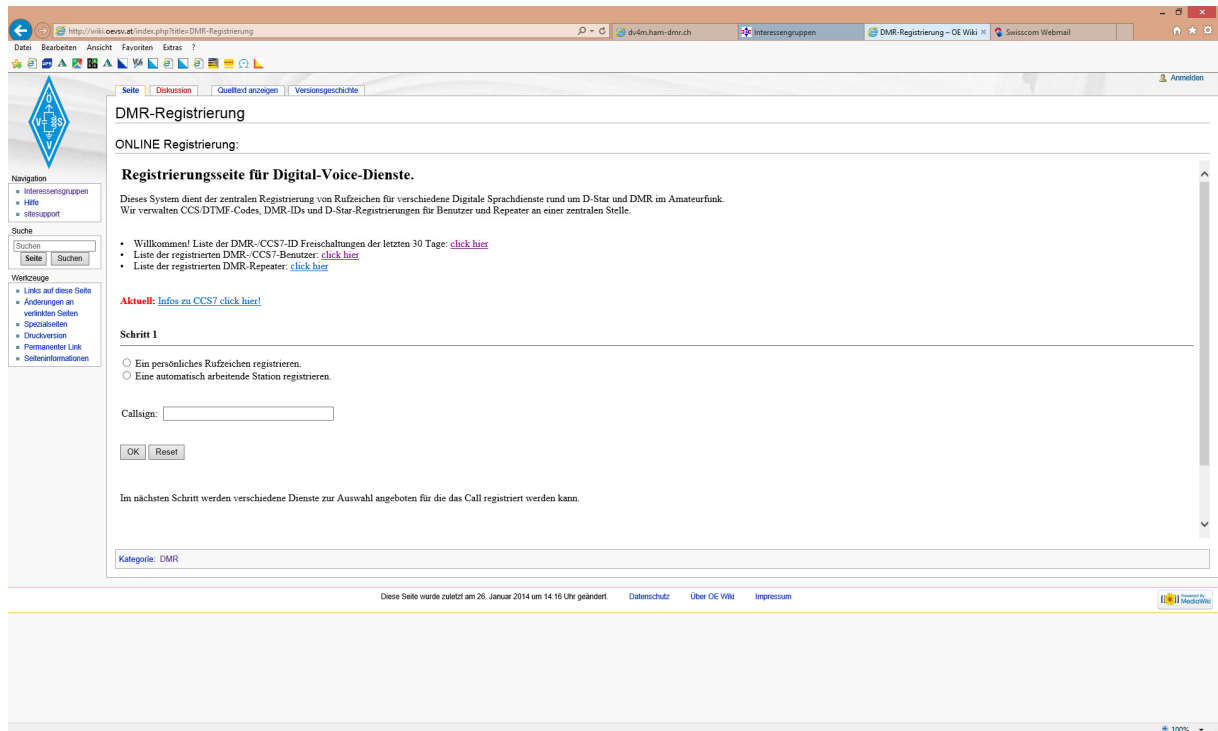 http://wiki.oevsv.at/index.php?title=DMR-Registrierung
dv4m.ham-dmr.ch
Interessengruppen
DMR-Registrierung – OE Wiki
Swisscom Webmail
Datei Bearbeiten Ansicht Favoriten Extras ?
Anmelden
Seite Diskussion Quelltext anzeigen Versionsgeschichte
Ö
V S
V
DMR-Registrierung
ONLINE Registrierung:
Registrierungsseite für Digital-Voice-Dienste.
Dieses System dient der zentralen Registrierung von Rufzeichen für verschiedene Digitale Sprachdienste rund um D-Star und DMR im Amateurfunk.
Wir verwalten CCS/DTMF-Codes, DMR-IDs und D-Star-Registrierungen für Benutzer und Repeater an einer zentralen Stelle.
• Willkommen! Liste der DMR-/CCS7-ID Freischaltungen der letzten 30 Tage: click hier
• Liste der registrierten DMR-/CCS7-Benutzer: click hier
• Liste der registrierten DMR-Repeater: click hier
Aktuell: Infos zu CCS7 click hier!
Schritt 1
Ein persönliches Rufzeichen registrieren.
Eine automatisch arbeitende Station registrieren.
Callsign:
OK Reset
Im nächsten Schritt werden verschiedene Dienste zur Auswahl angeboten für die das Call registriert werden kann.
Kategorie: DMR
Navigation
Interessensgruppen
Hilfe
sitesupport
Suche
Suchen
Seite Suchen
Werkzeuge
Links auf diese Seite
Änderungen an
verlinkten Seiten
Spezialseiten
Druckversion
Permanenter Link
Seiteninformationen
Diese Seite wurde zuletzt am 26. Januar 2014 um 14:16 Uhr geändert. Datenschutz Über OE Wiki Impressum
Powered By
MediaWiki
100%